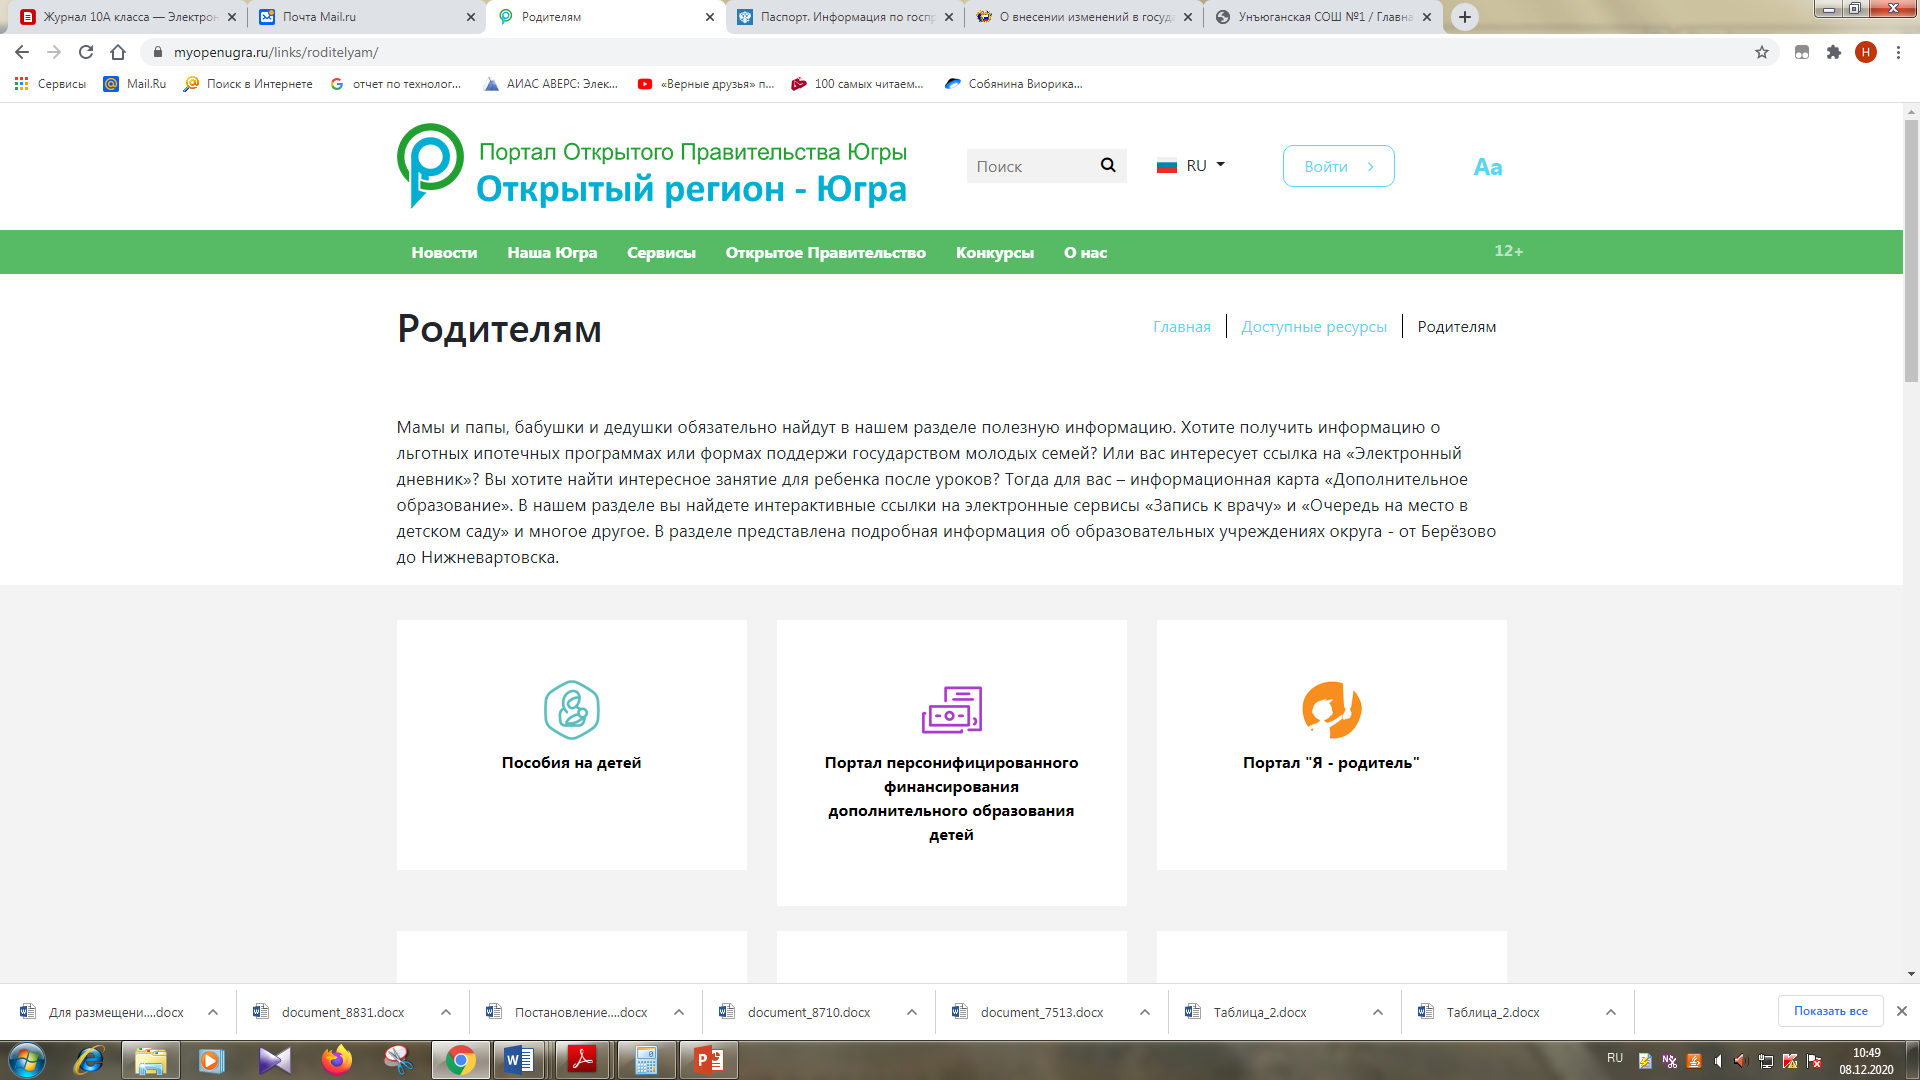 Журнал 10А класса — Электрон
Почта Mail.ru
Родителям
Паспорт. Информация по госпр
О внесении изменений в госуд
Унъюганская СОШ №1 / Главна
myopenugra.ru/links/roditelyam/
Н
Сервисы
Mail.Ru
Поиск в Интернете
отчет по технолог...
АИАС АВЕРС: Элек...
«Верные друзья» п...
100 самых читаем...
Собянина Виорика...
Портал Открытого Правительства Югры
Открытый регион - Югра
Поиск
RU
Войти
Aa
Новости
Наша Югра
Сервисы
Открытое Правительство
Конкурсы
О нас
12+
Родителям
Главная
Доступные ресурсы
Родителям
Мамы и папы, бабушки и дедушки обязательно найдут в нашем разделе полезную информацию. Хотите получить информацию о
льготных ипотечных программах или формах поддержи государством молодых семей? Или вас интересует ссылка на «Электронный
дневник»? Вы хотите найти интересное занятие для ребенка после уроков? Тогда для вас – информационная карта «Дополнительное
образование». В нашем разделе вы найдете интерактивные ссылки на электронные сервисы «Запись к врачу» и «Очередь на место в
детском саду» и многое другое. В разделе представлена подробная информация об образовательных учреждениях округа - от Берёзово
до Нижневартовска.
Пособия на детей
Портал персонифицированного
финансирования
дополнительного образования
детей
Портал "Я - родитель"
Для размещени....docx
document_8831.docx
Постановление....docx
document_8710.docx
document_7513.docx
Таблица_2.docx
Таблица_2.docx
Показать все
RU
10:49
08.12.2020